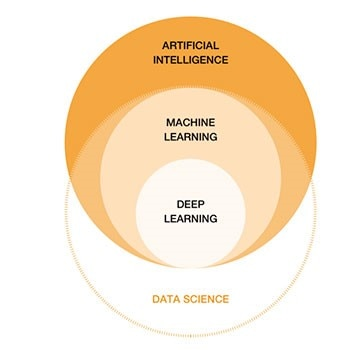 ARTIFICIAL
INTELLIGENCE
MACHINE
LEARNING
DEEP
LEARNING
DATA SCIENCE